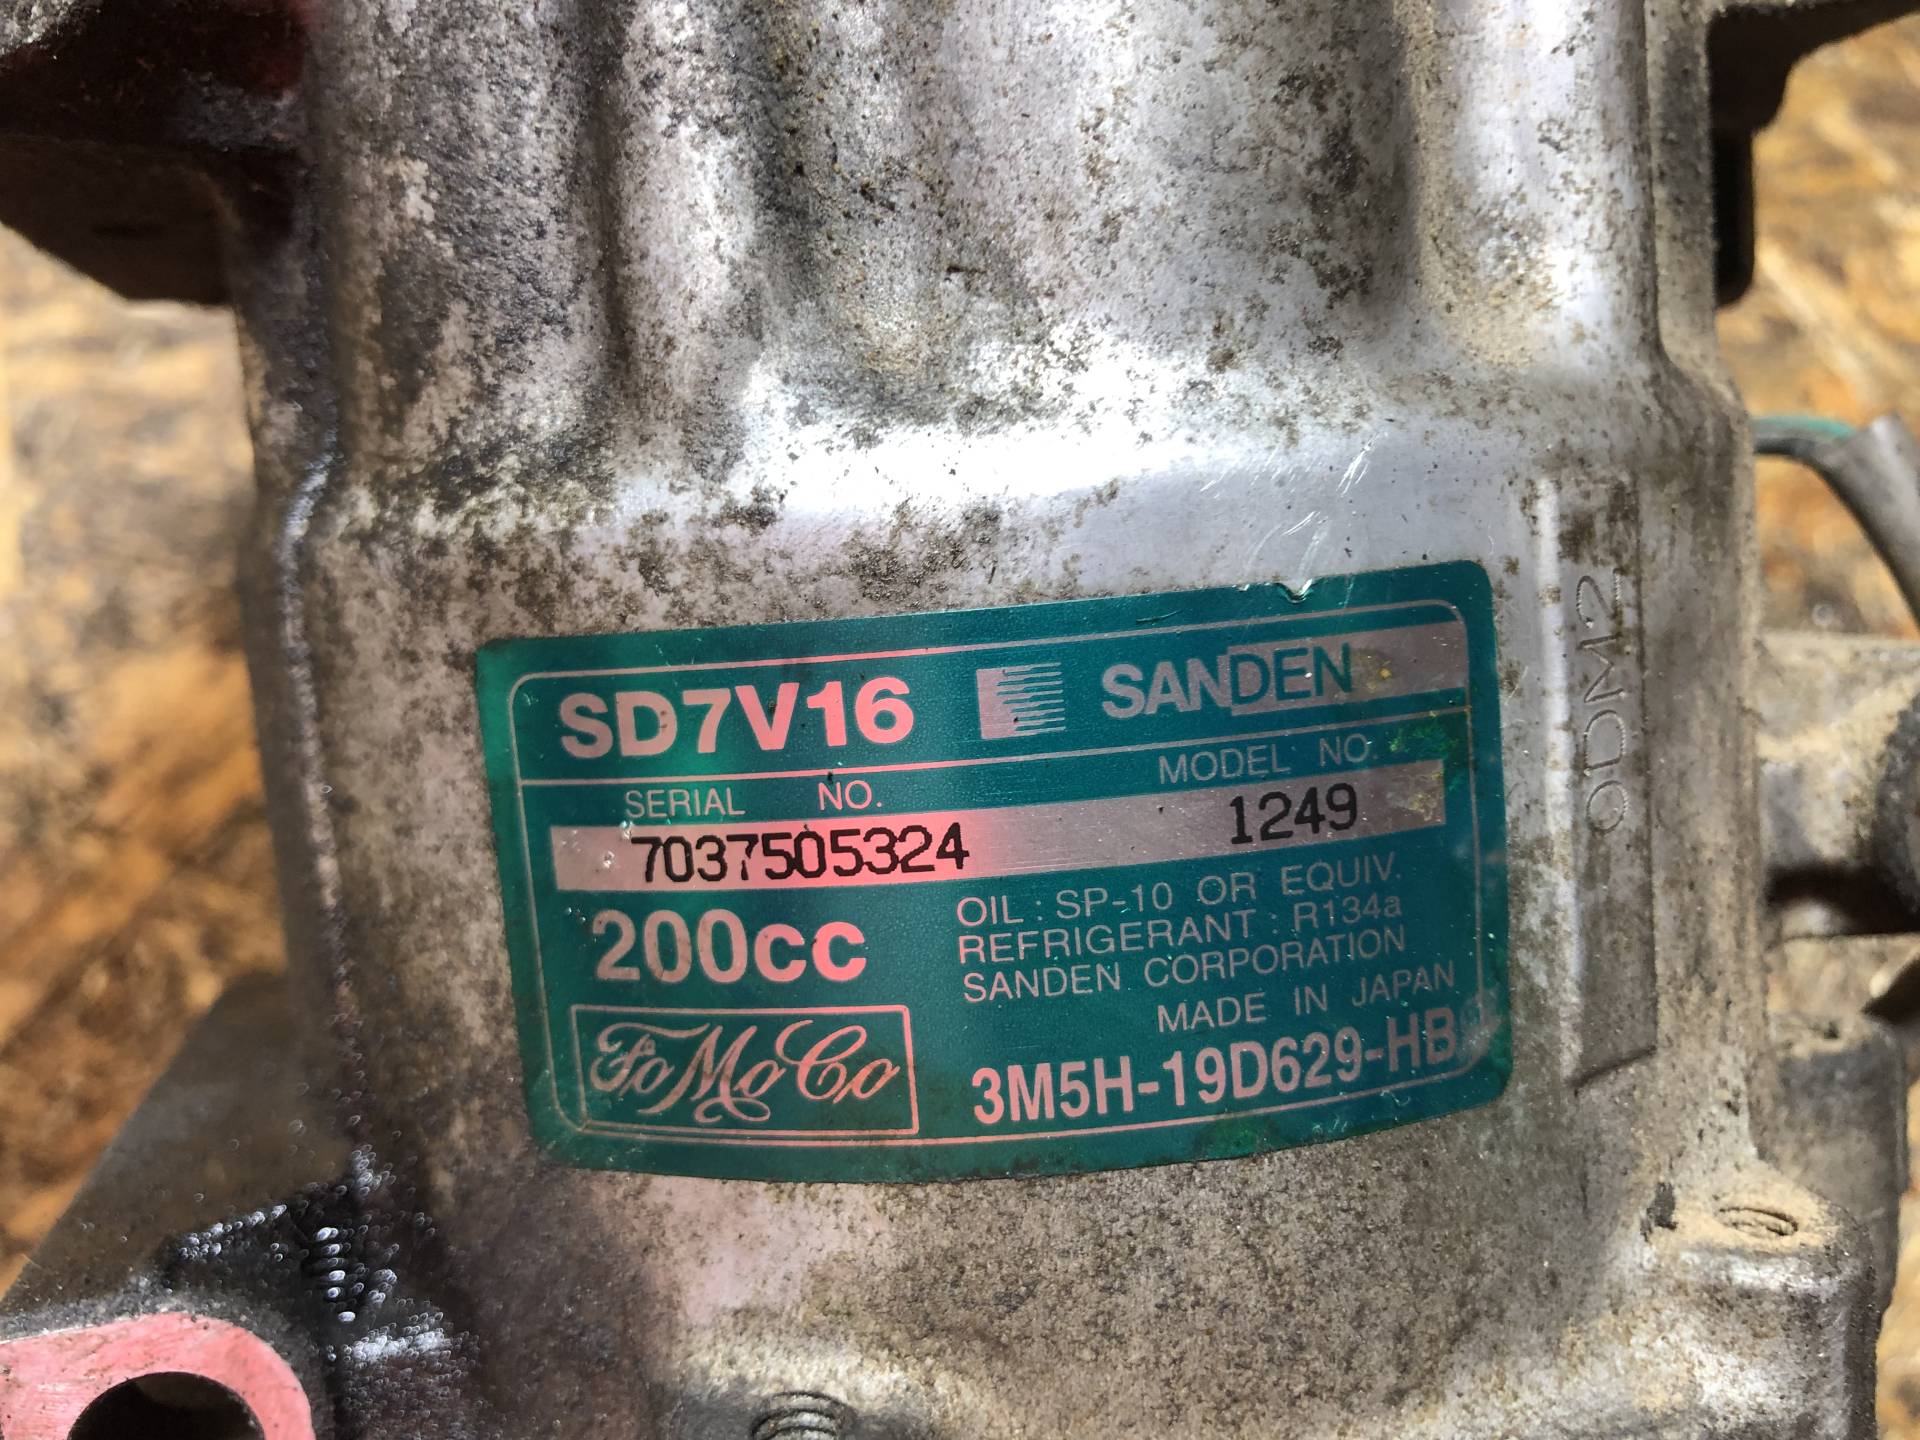 SD7V16 SANDEN
SERIAL NO. MODEL NO.
7037505324 1249
200cc
OIL : SP-10 OR EQUIV.
REFRIGERANT : R134a
SANDEN CORPORATION
MADE IN JAPAN
FoMoCo
3M5H-19D629-HB
0DM2